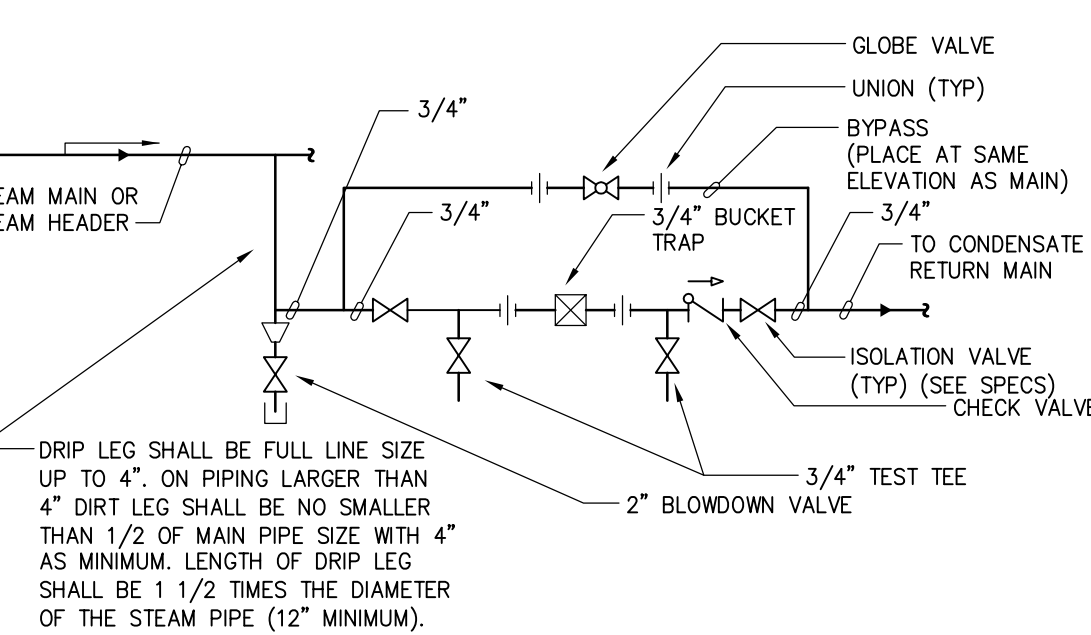 GLOBE VALVE
UNION (TYP)
3/4"
BYPASS
(PLACE AT SAME
ELEVATION AS MAIN)
EAM MAIN OR
EAM HEADER
3/4"
3/4" BUCKET
TRAP
3/4"
TO CONDENSATE
RETURN MAIN
ISOLATION VALVE
(TYP) (SEE SPECS)
CHECK VALVE
3/4" TEST TEE
2" BLOWDOWN VALVE
DRIP LEG SHALL BE FULL LINE SIZE
UP TO 4". ON PIPING LARGER THAN
4" DIRT LEG SHALL BE NO SMALLER
THAN 1/2 OF MAIN PIPE SIZE WITH 4"
AS MINIMUM. LENGTH OF DRIP LEG
SHALL BE 1 1/2 TIMES THE DIAMETER
OF THE STEAM PIPE (12" MINIMUM).